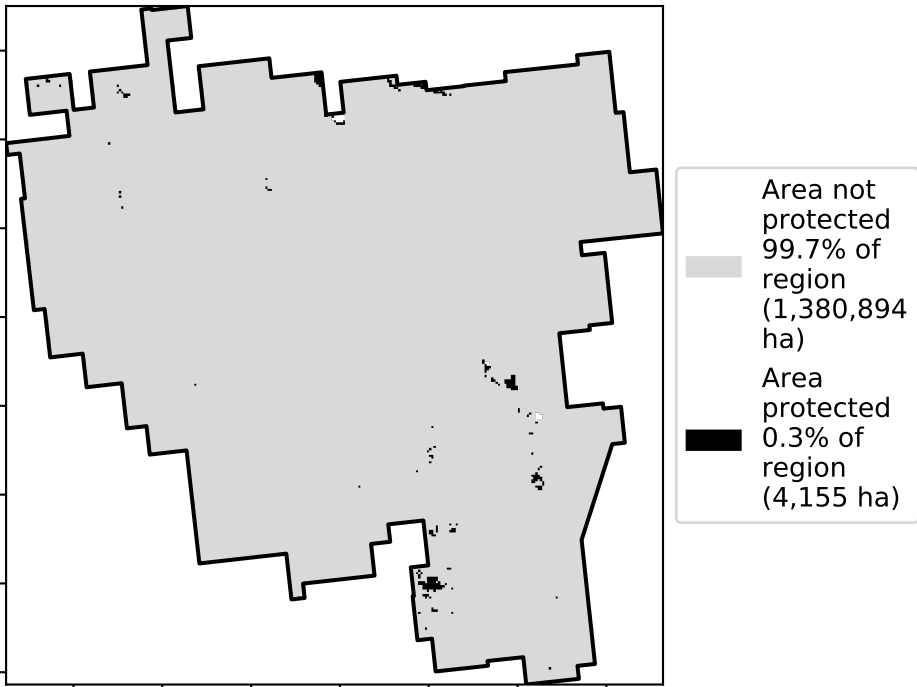 Area not
protected
99.7% of
region
(1,380,894
ha)
Area
protected
0.3% of
region
(4,155 ha)